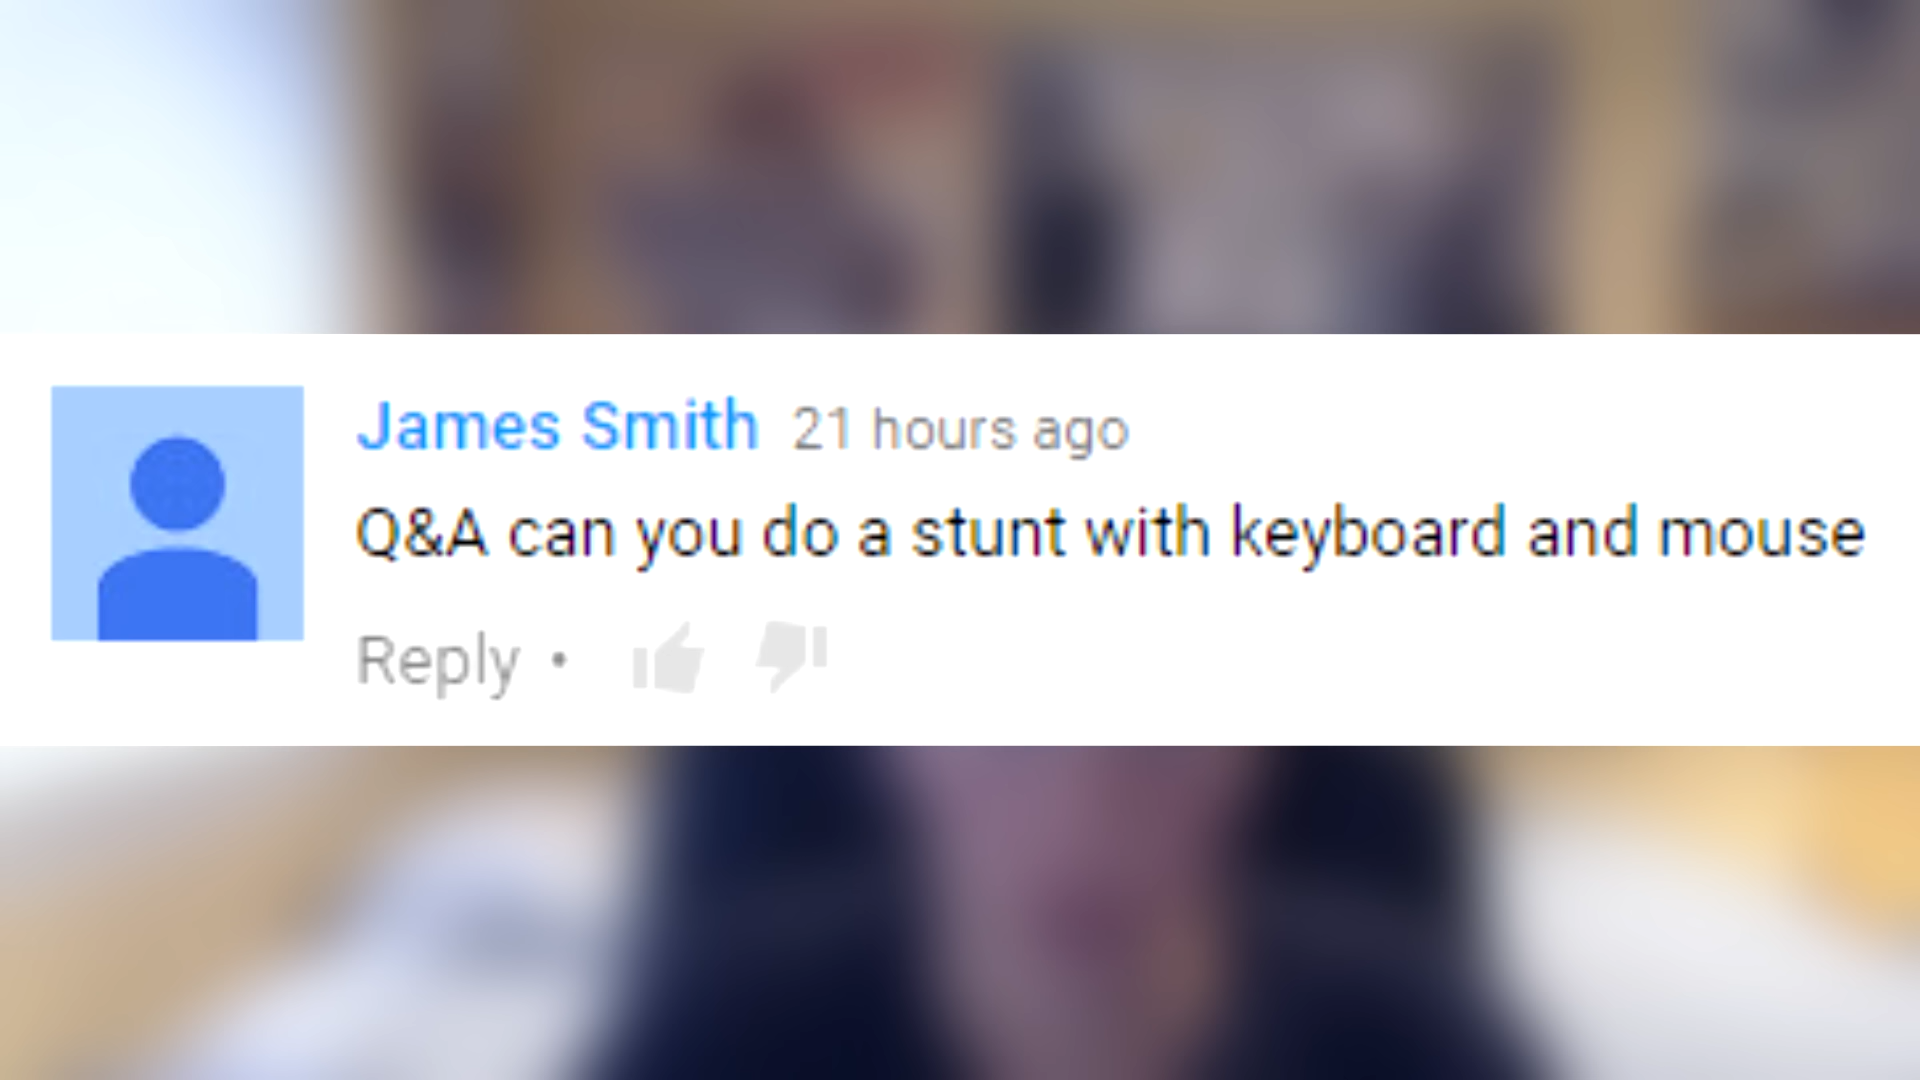 James Smith 21 hours ago
Q&A can you do a stunt with keyboard and mouse
Reply •